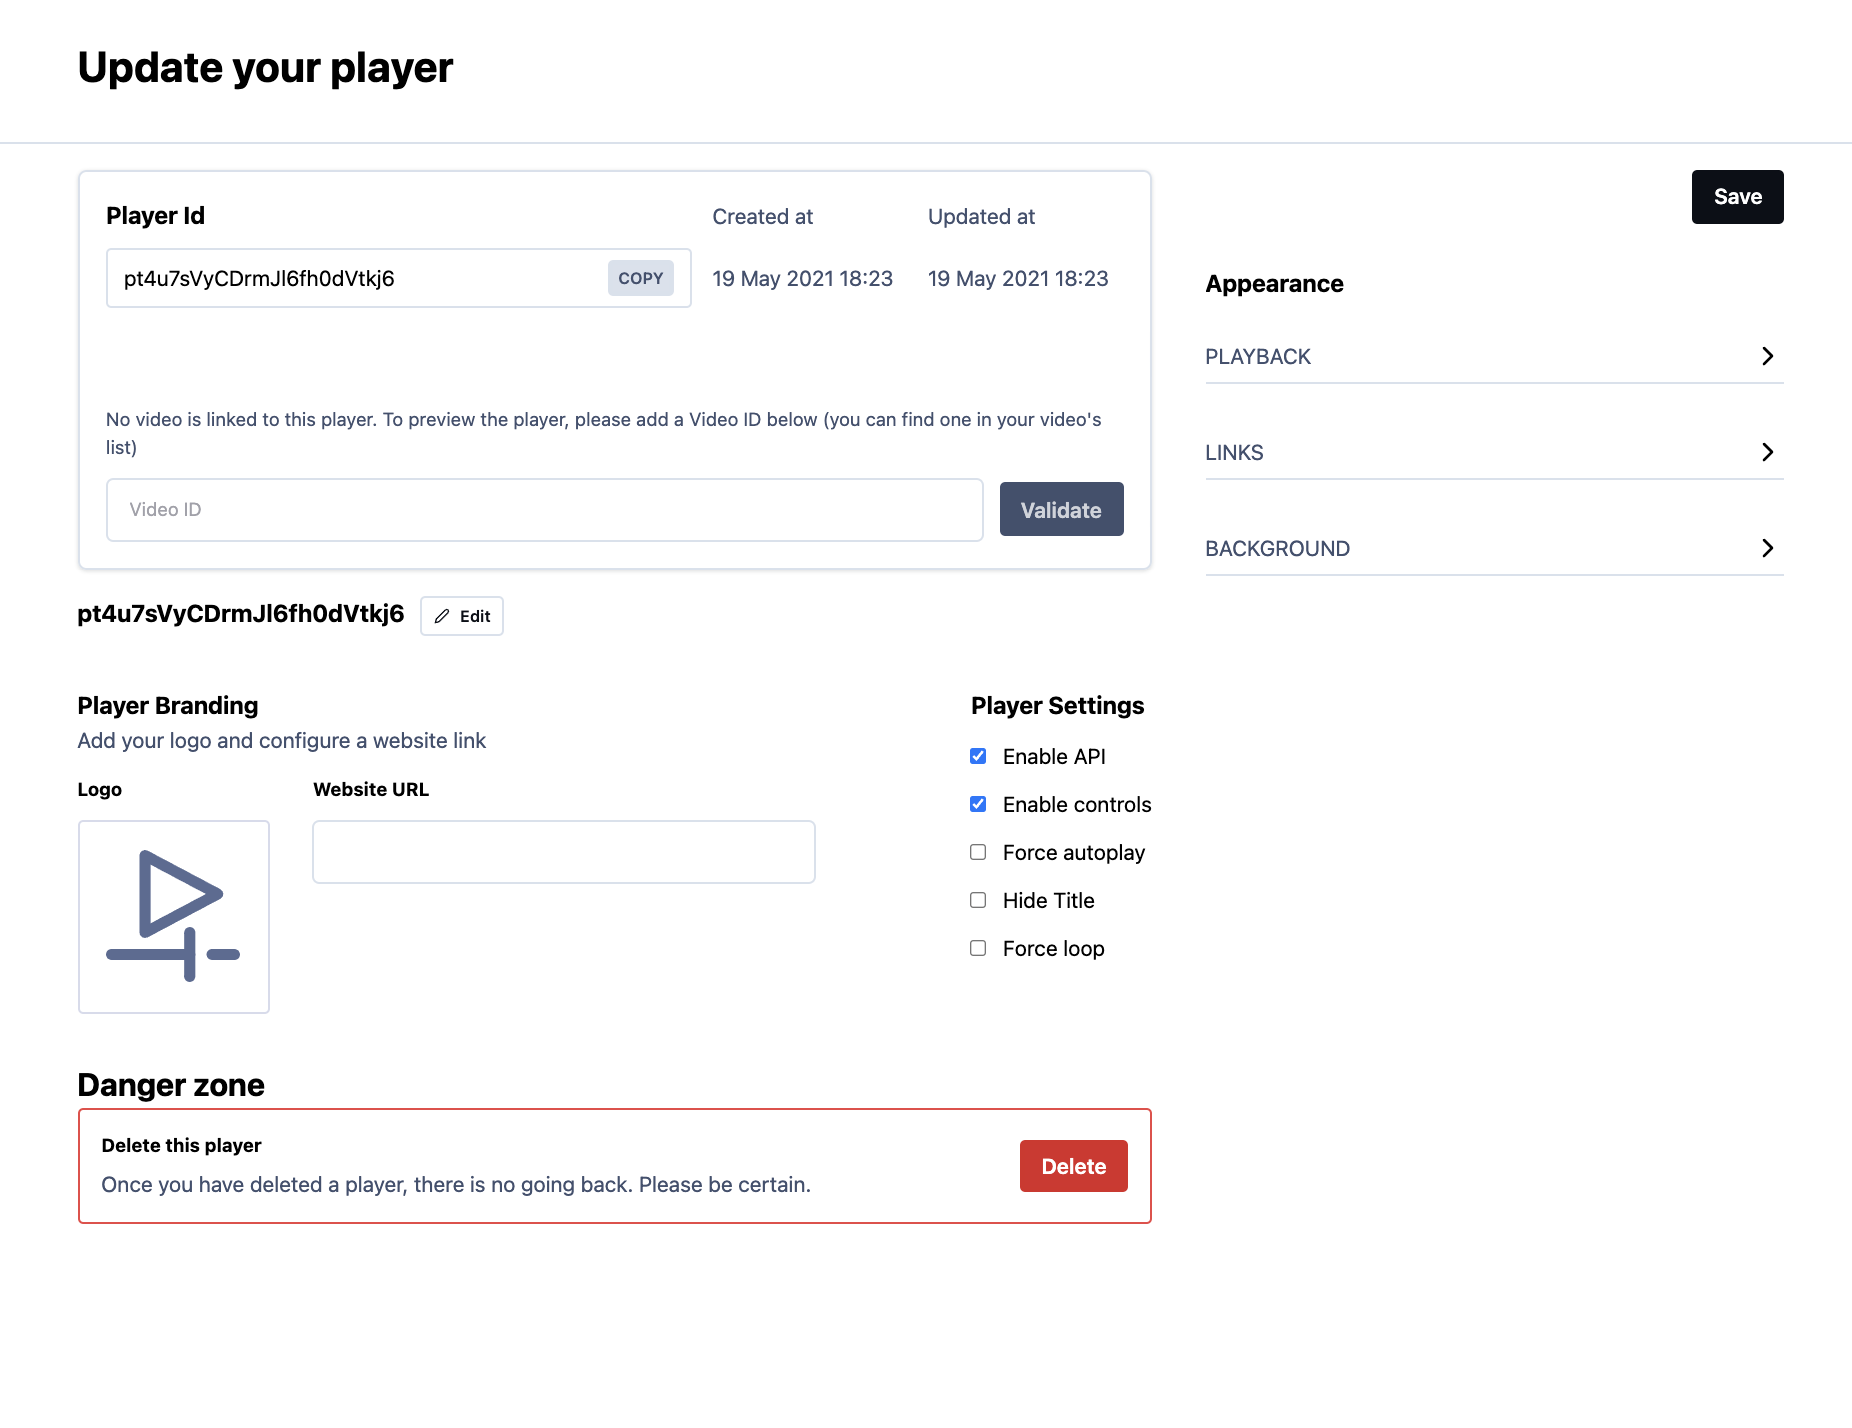 Update your player
Save
Player Id
Created at
Updated at
pt4u7sVyCDrmJl6fh0dVtkj6
COPY
19 May 2021 18:23
19 May 2021 18:23
No video is linked to this player. To preview the player, please add a Video ID below (you can find one in your video's
list)
Video ID
Validate
Appearance
PLAYBACK
LINKS
BACKGROUND
pt4u7sVyCDrmJl6fh0dVtkj6
Edit
Player Branding
Add your logo and configure a website link
Logo
Website URL
Player Settings
Enable API
Enable controls
Force autoplay
Hide Title
Force loop
Danger zone
Delete this player
Once you have deleted a player, there is no going back. Please be certain.
Delete